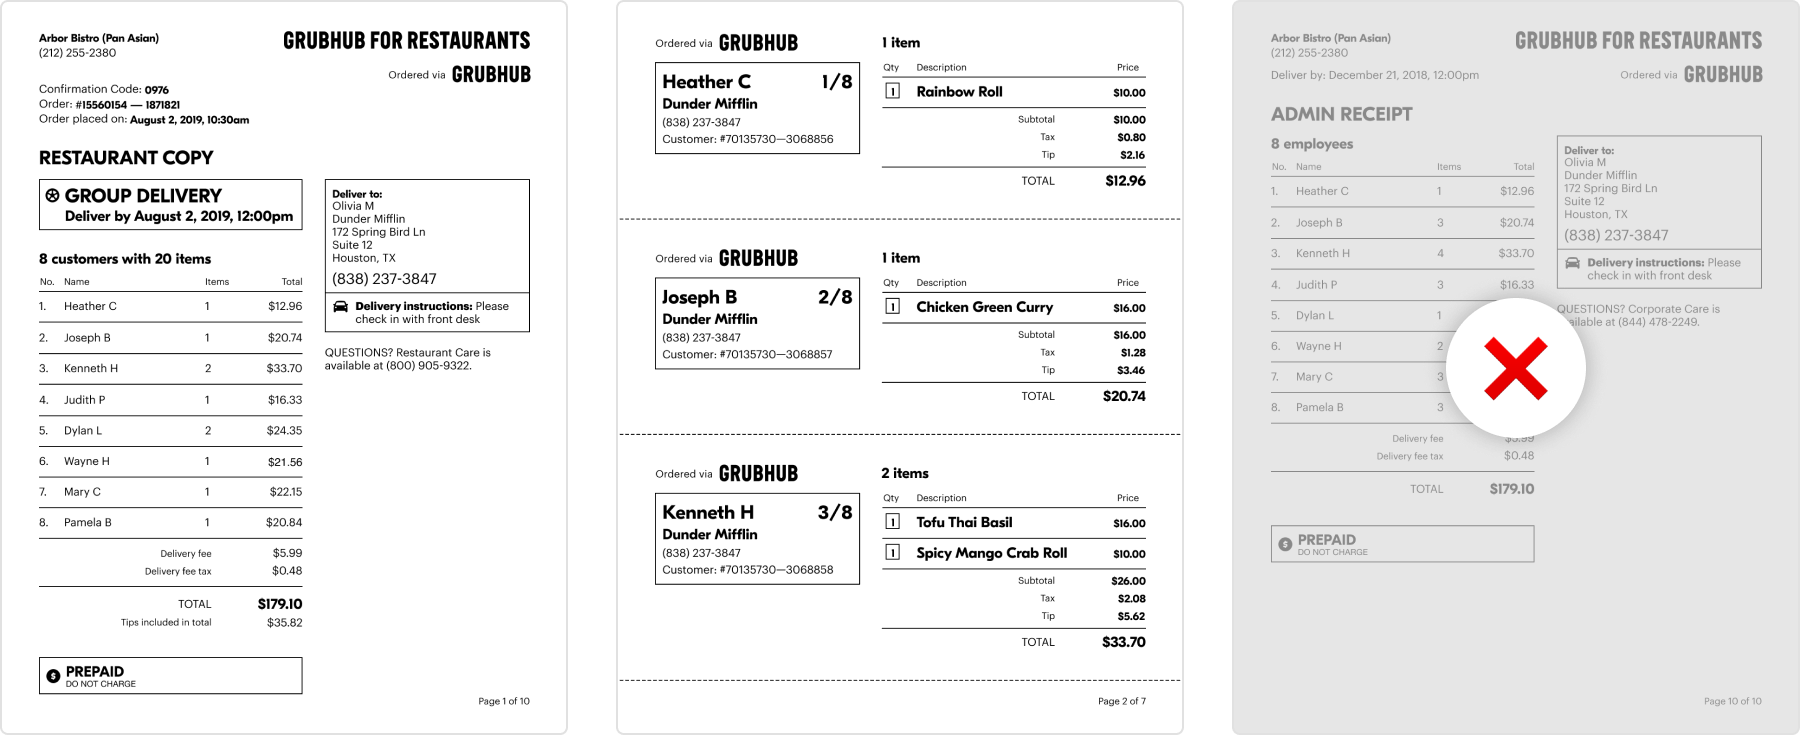 Arbor Bistro (Pan Asian)
(212) 255-2380
GRUBHUB FOR RESTAURANTS
Ordered via GRUBHUB
Confirmation Code: 0976
Order: #15560154 — 1871821
Order placed on: August 2, 2019, 10:30am
RESTAURANT COPY
GROUP DELIVERY
Deliver by August 2, 2019, 12:00pm
8 customers with 20 items
No. Name Items Total
1. Heather C 1 $12.96
2. Joseph B 1 $20.74
3. Kenneth H 2 $33.70
4. Judith P 1 $16.33
5. Dylan L 2 $24.35
6. Wayne H 1 $21.56
7. Mary C 1 $22.15
8. Pamela B 1 $20.84
Delivery fee $5.99
Delivery fee tax $0.48
TOTAL $179.10
Tips included in total $35.82
$ PREPAID
DO NOT CHARGE
Deliver to:
Olivia M
Dunder Mifflin
172 Spring Bird Ln
Suite 12
Houston, TX
(838) 237-3847
Delivery instructions: Please
check in with front desk
QUESTIONS? Restaurant Care is
available at (800) 905-9322.
Page 1 of 10
Ordered via GRUBHUB
Heather C 1/8
Dunder Mifflin
(838) 237-3847
Customer: #70135730—3068856
1 item
Qty Description Price
1 Rainbow Roll $10.00
Subtotal $10.00
Tax $0.80
Tip $2.16
TOTAL $12.96
Ordered via GRUBHUB
Joseph B 2/8
Dunder Mifflin
(838) 237-3847
Customer: #70135730—3068857
1 item
Qty Description Price
1 Chicken Green Curry $16.00
Subtotal $16.00
Tax $1.28
Tip $3.46
TOTAL $20.74
Ordered via GRUBHUB
Kenneth H 3/8
Dunder Mifflin
(838) 237-3847
Customer: #70135730—3068858
2 items
Qty Description Price
1 Tofu Thai Basil $16.00
1 Spicy Mango Crab Roll $10.00
Subtotal $26.00
Tax $2.08
Tip $5.62
TOTAL $33.70
Page 2 of 7
Arbor Bistro (Pan Asian)
(212) 255-2380
Deliver by: December 21, 2018, 12:00pm
GRUBHUB FOR RESTAURANTS
Ordered via GRUBHUB
ADMIN RECEIPT
8 employees
No. Name Items Total
1. Heather C 1 $12.96
2. Joseph B 3 $20.74
3. Kenneth H 4 $33.70
4. Judith P 3 $16.33
5. Dylan L 1
6. Wayne H 2
7. Mary C 3
8. Pamela B 3
Delivery fee $5.99
Delivery fee tax $0.48
TOTAL $179.10
$ PREPAID
DO NOT CHARGE
Deliver to:
Olivia M
Dunder Mifflin
172 Spring Bird Ln
Suite 12
Houston, TX
(838) 237-3847
Delivery instructions: Please
check in with front desk
QUESTIONS? Corporate Care is
available at (844) 478-2249.
Page 10 of 10